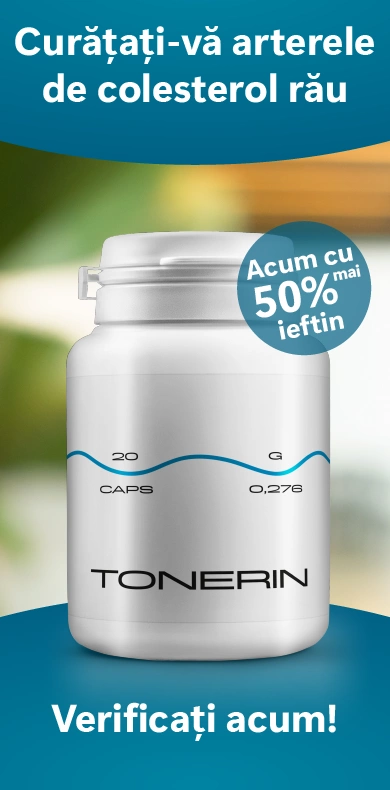 Curățați-vă arterele
de colesterol rău
Acum cu
50% mai
ieftin
20 G
CAPS 0,276
TONERIN
Verificați acum!